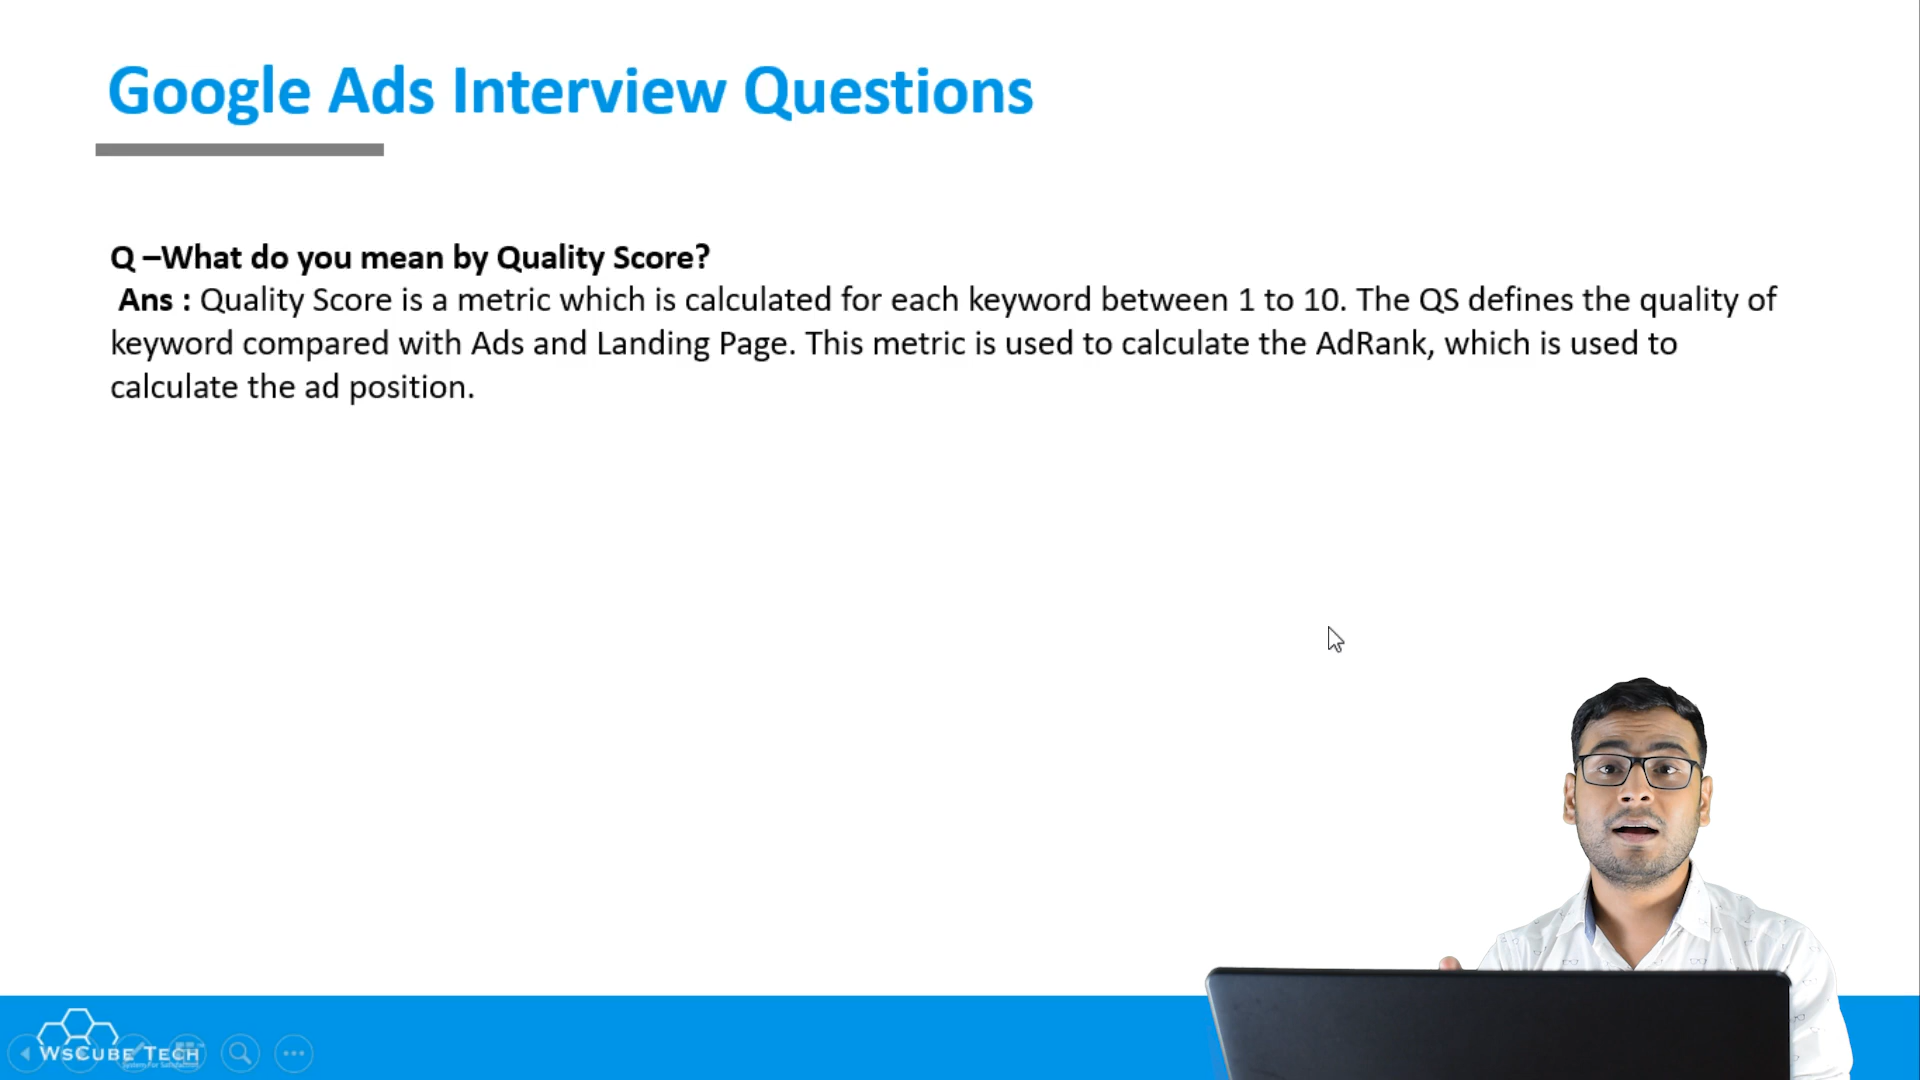 Google Ads Interview Questions
Q –What do you mean by Quality Score?
Ans : Quality Score is a metric which is calculated for each keyword between 1 to 10. The QS defines the quality of
keyword compared with Ads and Landing Page. This metric is used to calculate the AdRank, which is used to
calculate the ad position.
WsCube Tech